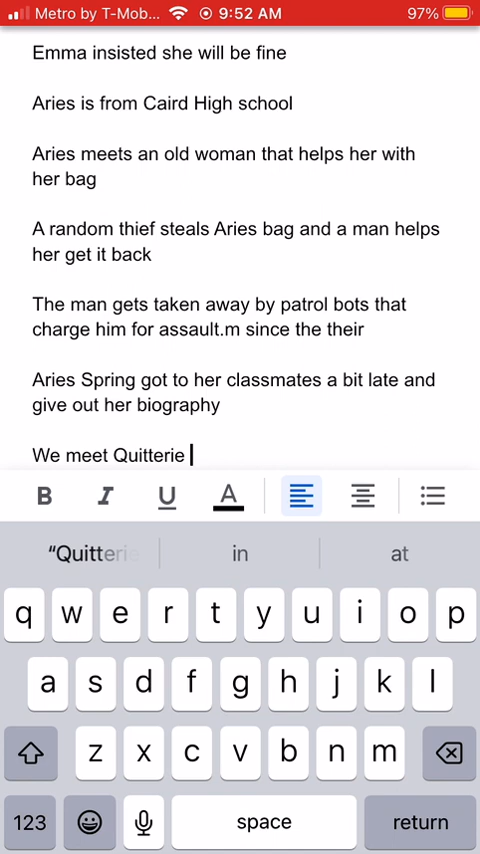 Metro by T-Mob... 9:52 AM 97%
Emma insisted she will be fine
Aries is from Caird High school
Aries meets an old woman that helps her with
her bag
A random thief steals Aries bag and a man helps
her get it back
The man gets taken away by patrol bots that
charge him for assault.m since the their
Aries Spring got to her classmates a bit late and
give out her biography
We meet Quitterie
B I U A
“Quitterie in at
q w e r t y u i o p
a s d f g h j k l
z x c v b n m
123 space return